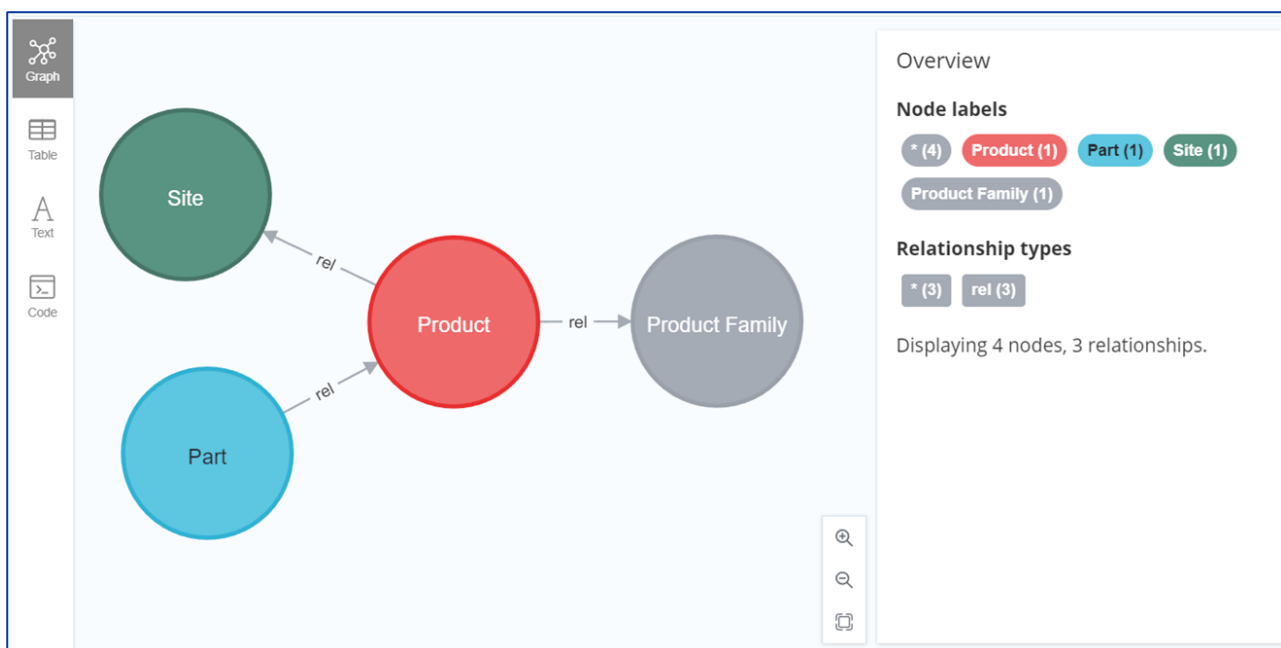 Graph
Table
Text
Code
Site
rel
Product
rel
Product Family
rel
Part
Overview
Node labels
* (4) Product (1) Part (1) Site (1)
Product Family (1)
Relationship types
* (3) rel (3)
Displaying 4 nodes, 3 relationships.